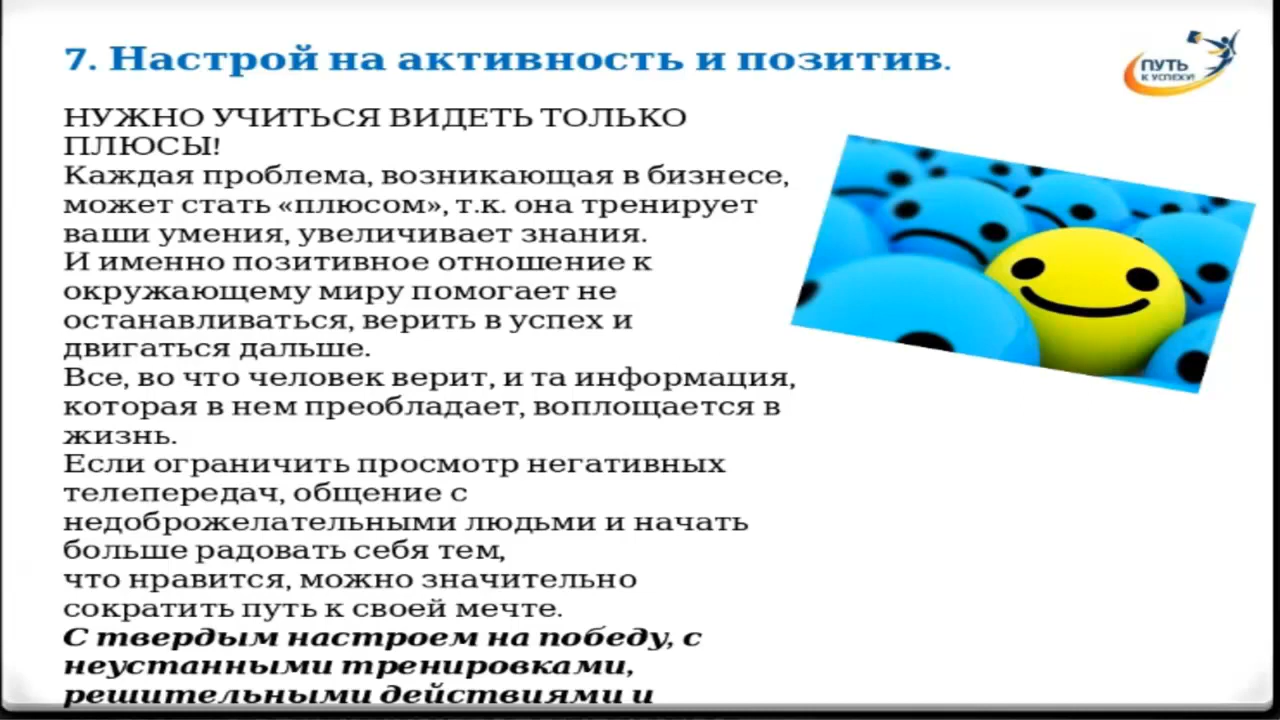 7. Настрой на активность и позитив.
ПУТЬ
К УСПЕХУ!
НУЖНО УЧИТЬСЯ ВИДЕТЬ ТОЛЬКО
ПЛЮСЫ!
Каждая проблема, возникающая в бизнесе,
может стать «плюсом», т.к. она тренирует
ваши умения, увеличивает знания.
И именно позитивное отношение к
окружающему миру помогает не
останавливаться, верить в успех и
двигаться дальше.
Все, во что человек верит, и та информация,
которая в нем преобладает, воплощается в
жизнь.
Если ограничить просмотр негативных
телепередач, общение с
недоброжелательными людьми и начать
больше радовать себя тем,
что нравится, можно значительно
сократить путь к своей мечте.
С твердым настроем на победу, с
неустанными тренировками,
решительными действиями и